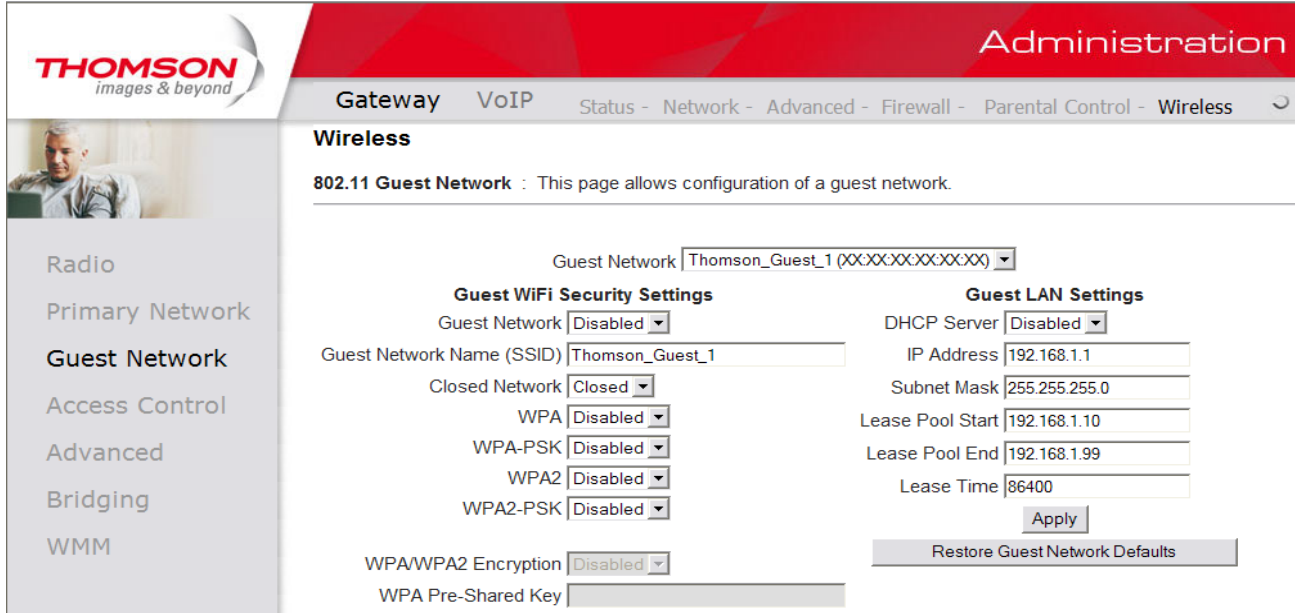 THOMSON
images & beyond
Administration
Gateway VoIP Status - Network - Advanced - Firewall - Parental Control - Wireless
Wireless
802.11 Guest Network : This page allows configuration of a guest network.
Radio
Primary Network
Guest Network
Access Control
Advanced
Bridging
WMM
Guest Network Thomson_Guest_1 (XX:XX:XX:XX:XX:XX)
Guest WiFi Security Settings
Guest Network Disabled
Guest Network Name (SSID) Thomson_Guest_1
Closed Network Closed
WPA Disabled
WPA-PSK Disabled
WPA2 Disabled
WPA2-PSK Disabled
WPA/WPA2 Encryption Disabled
WPA Pre-Shared Key
Guest LAN Settings
DHCP Server Disabled
IP Address 192.168.1.1
Subnet Mask 255.255.255.0
Lease Pool Start 192.168.1.10
Lease Pool End 192.168.1.99
Lease Time 86400
Apply
Restore Guest Network Defaults